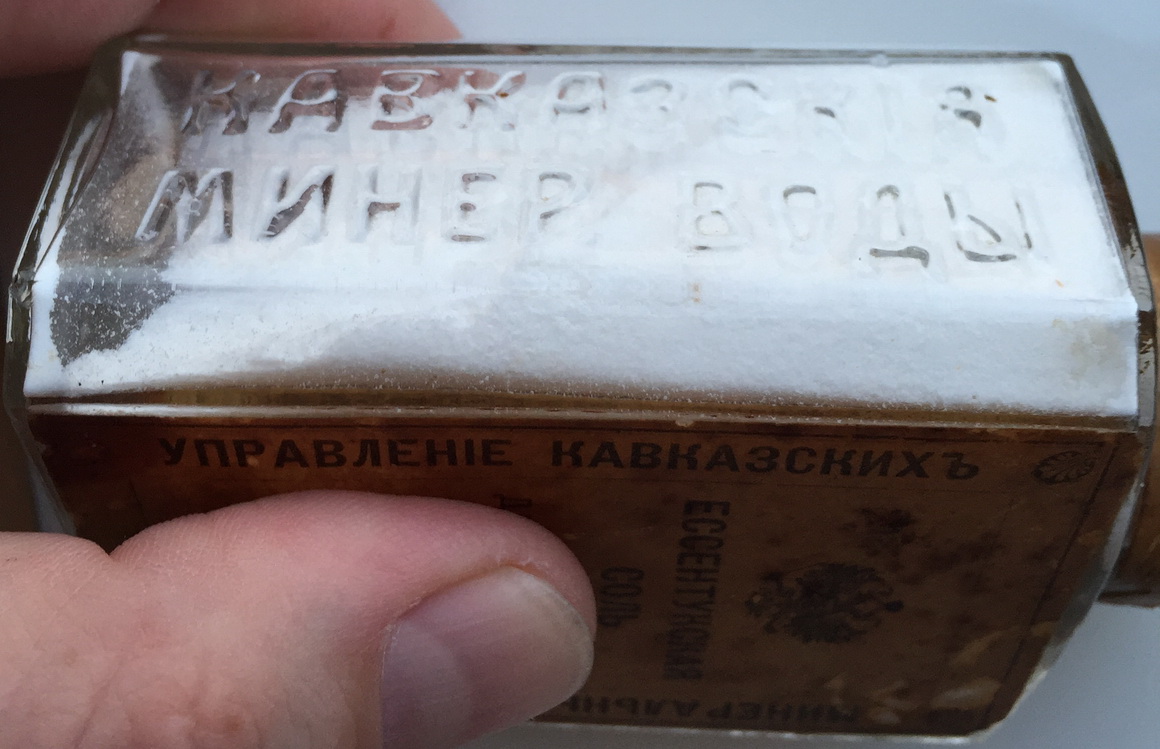 КАВКАЗСКІЯ
МИНЕР. ВОДЫ
УПРАВЛЕНІЕ КАВКАЗСКИХЪ
ЕССЕНТУКСКАЯ
СОЛЬ